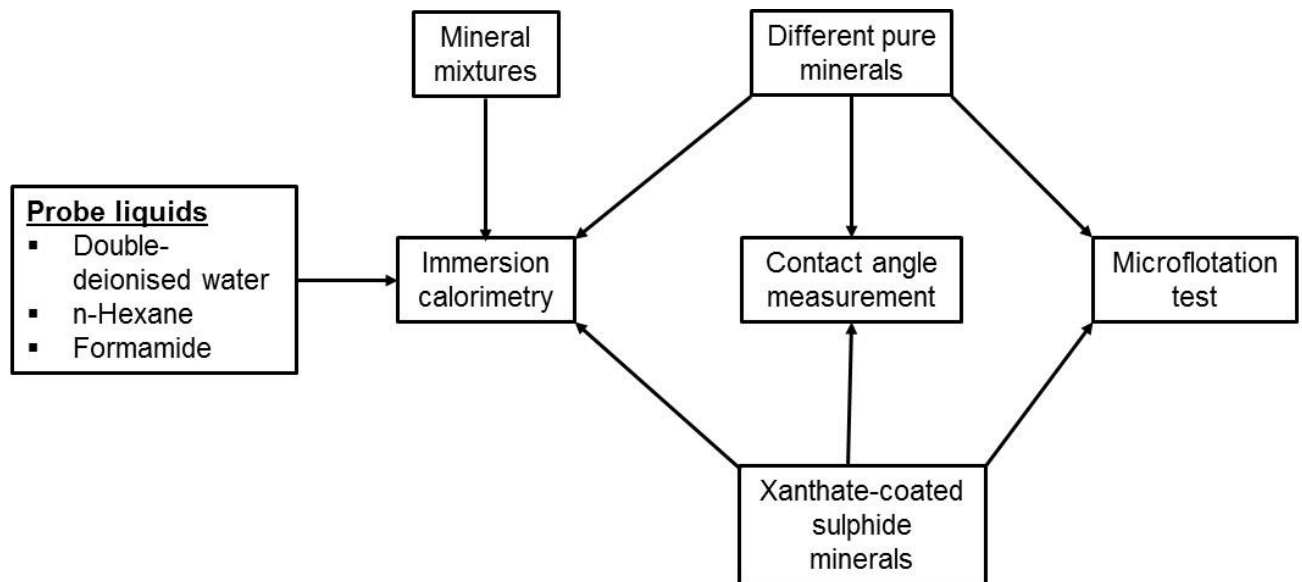 Mineral
mixtures
Different pure
minerals
Probe liquids
▪ Double-
deionised water
▪ n-Hexane
▪ Formamide
Immersion
calorimetry
Contact angle
measurement
Microflotation
test
Xanthate-coated
sulphide
minerals